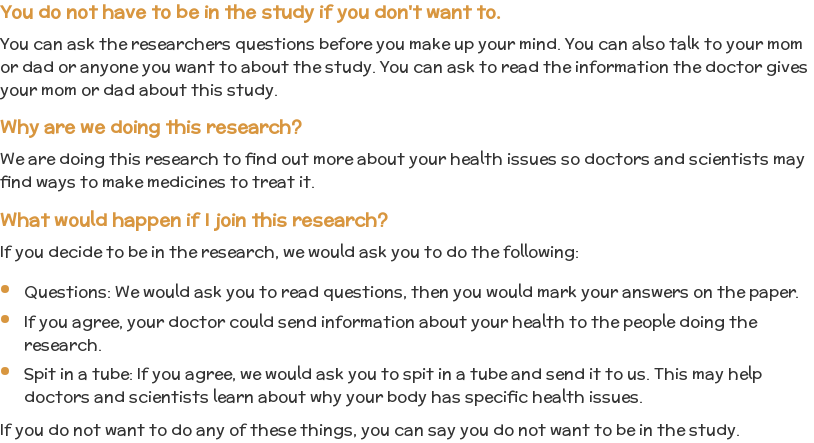 You do not have to be in the study if you don't want to.
You can ask the researchers questions before you make up your mind. You can also talk to your mom
or dad or anyone you want to about the study. You can ask to read the information the doctor gives
your mom or dad about this study.
Why are we doing this research?
We are doing this research to find out more about your health issues so doctors and scientists may
find ways to make medicines to treat it.
What would happen if I join this research?
If you decide to be in the research, we would ask you to do the following:
• Questions: We would ask you to read questions, then you would mark your answers on the paper.
• If you agree, your doctor could send information about your health to the people doing the
research.
• Spit in a tube: If you agree, we would ask you to spit in a tube and send it to us. This may help
doctors and scientists learn about why your body has specific health issues.
If you do not want to do any of these things, you can say you do not want to be in the study.